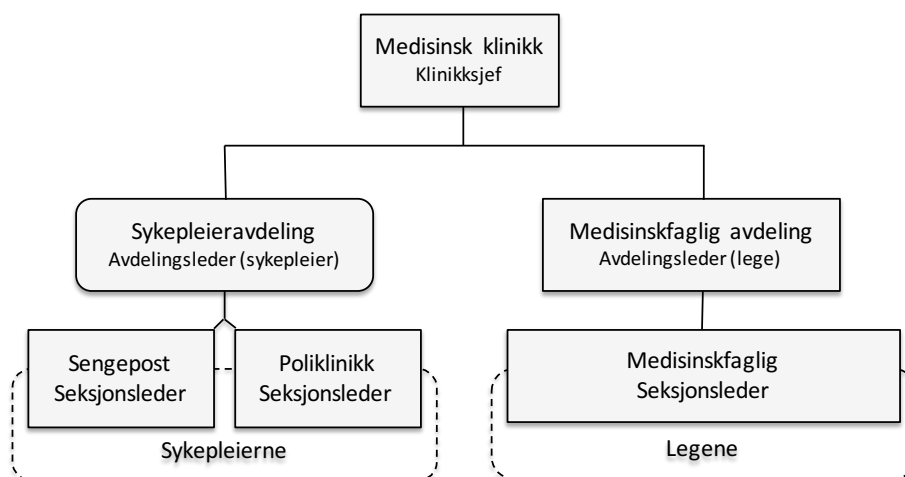 Medisinsk klinikk
Klinikksjef
Sykepleieravdeling
Avdelingsleder (sykepleier)
Medisinskfaglig avdeling
Avdelingsleder (lege)
Sengepost
Seksjonsleder
Poliklinikk
Seksjonsleder
Medisinskfaglig
Seksjonsleder
Sykepleierne
Legene